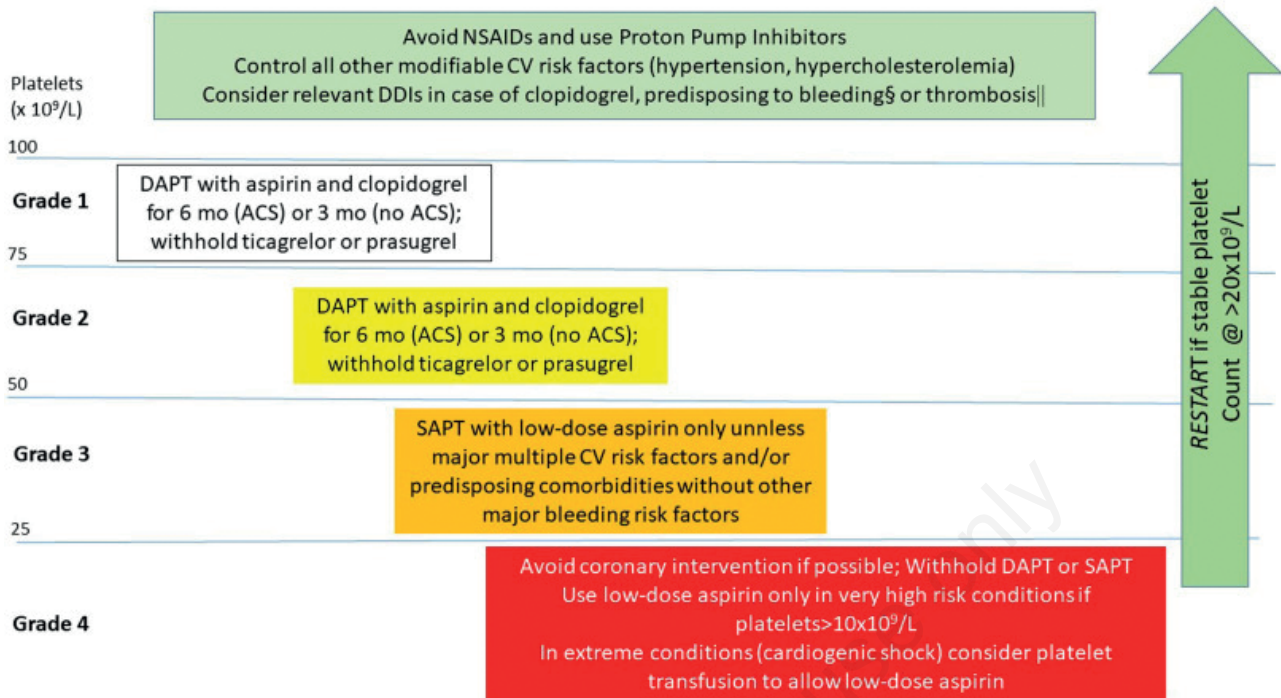 Avoid NSAIDs and use Proton Pump Inhibitors
Control all other modifiable CV risk factors (hypertension, hypercholesterolemia)
Consider relevant DDIs in case of clopidogrel, predisposing to bleeding§ or thrombosis||
Platelets
(x 10⁹/L)
100
Grade 1
DAPT with aspirin and clopidogrel
for 6 mo (ACS) or 3 mo (no ACS);
withhold ticagrelor or prasugrel
75
Grade 2
DAPT with aspirin and clopidogrel
for 6 mo (ACS) or 3 mo (no ACS);
withhold ticagrelor or prasugrel
50
Grade 3
SAPT with low-dose aspirin only unnless
major multiple CV risk factors and/or
predisposing comorbidities without other
major bleeding risk factors
25
Grade 4
Avoid coronary intervention if possible; Withhold DAPT or SAPT
Use low-dose aspirin only in very high risk conditions if
platelets>10x10⁹/L
In extreme conditions (cardiogenic shock) consider platelet
transfusion to allow low-dose aspirin
RESTART if stable platelet
Count @ >20x10⁹/L
only